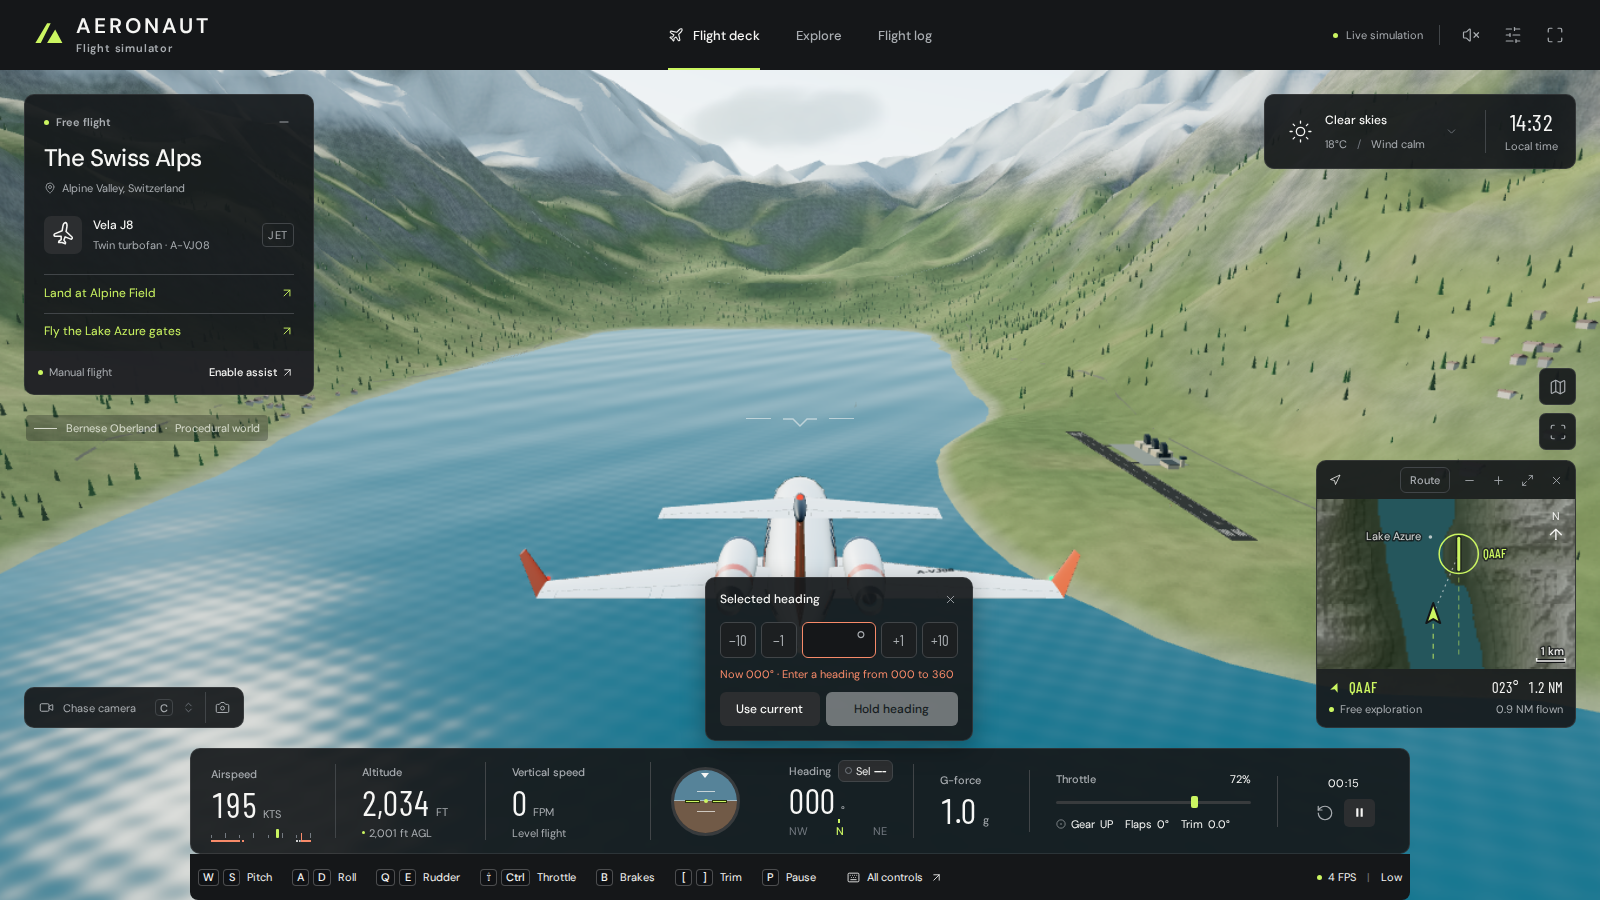 AERONAUT
Flight simulator
Flight deck
Explore
Flight log
Live simulation
Free flight
The Swiss Alps
Alpine Valley, Switzerland
Vela J8
Twin turbofan · A-VJ08
JET
Land at Alpine Field
Fly the Lake Azure gates
Manual flight
Enable assist
Bernese Oberland · Procedural world
Clear skies
18°C / Wind calm
14:32
Local time
Route
N
Lake Azure
QAAF
1 km
QAAF
023° 1.2 NM
Free exploration
0.9 NM flown
Selected heading
−10
−1
°
+1
+10
Now 000° · Enter a heading from 000 to 360
Use current
Hold heading
Chase camera
C
Airspeed
195 KTS
Altitude
2,034 FT
2,001 ft AGL
Vertical speed
0 FPM
Level flight
Heading
Sel ---
000°
NW N NE
G-force
1.0 g
Throttle
72%
Gear UP Flaps 0° Trim 0.0°
00:15
W S Pitch
A D Roll
Q E Rudder
⇧ Ctrl Throttle
B Brakes
[ ] Trim
P Pause
All controls
4 FPS | Low